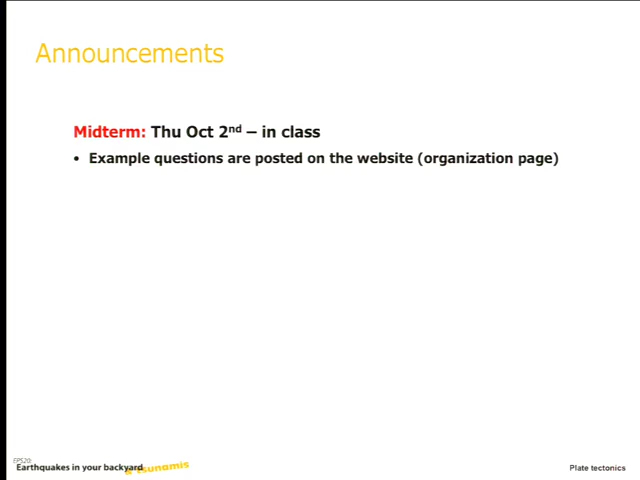 Announcements
Midterm: Thu Oct 2nd – in class
• Example questions are posted on the website (organization page)
EPS20:
Earthquakes in your backyard
& tsunamis
Plate tectonics